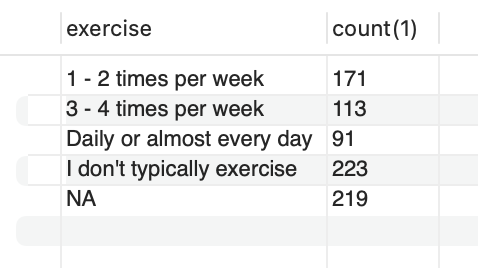 exercise count(1)
1 - 2 times per week 171
3 - 4 times per week 113
Daily or almost every day 91
I don't typically exercise 223
NA 219